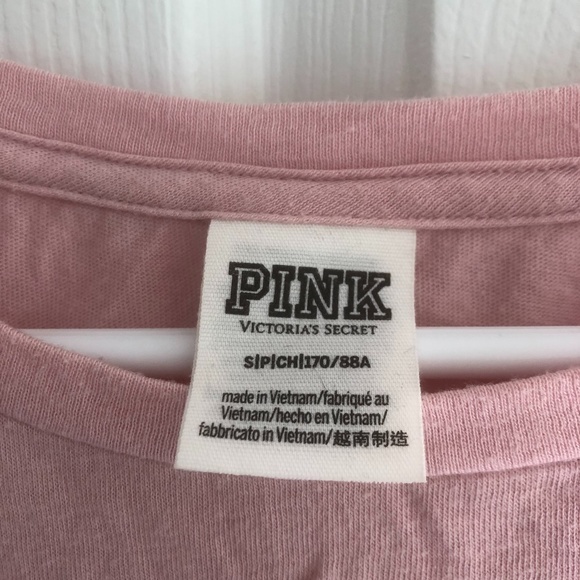 PINK
VICTORIA'S SECRET
S|P|CH|170/88A
made in Vietnam/fabriqué au
Vietnam/hecho en Vietnam/
fabbricato in Vietnam/越南制造